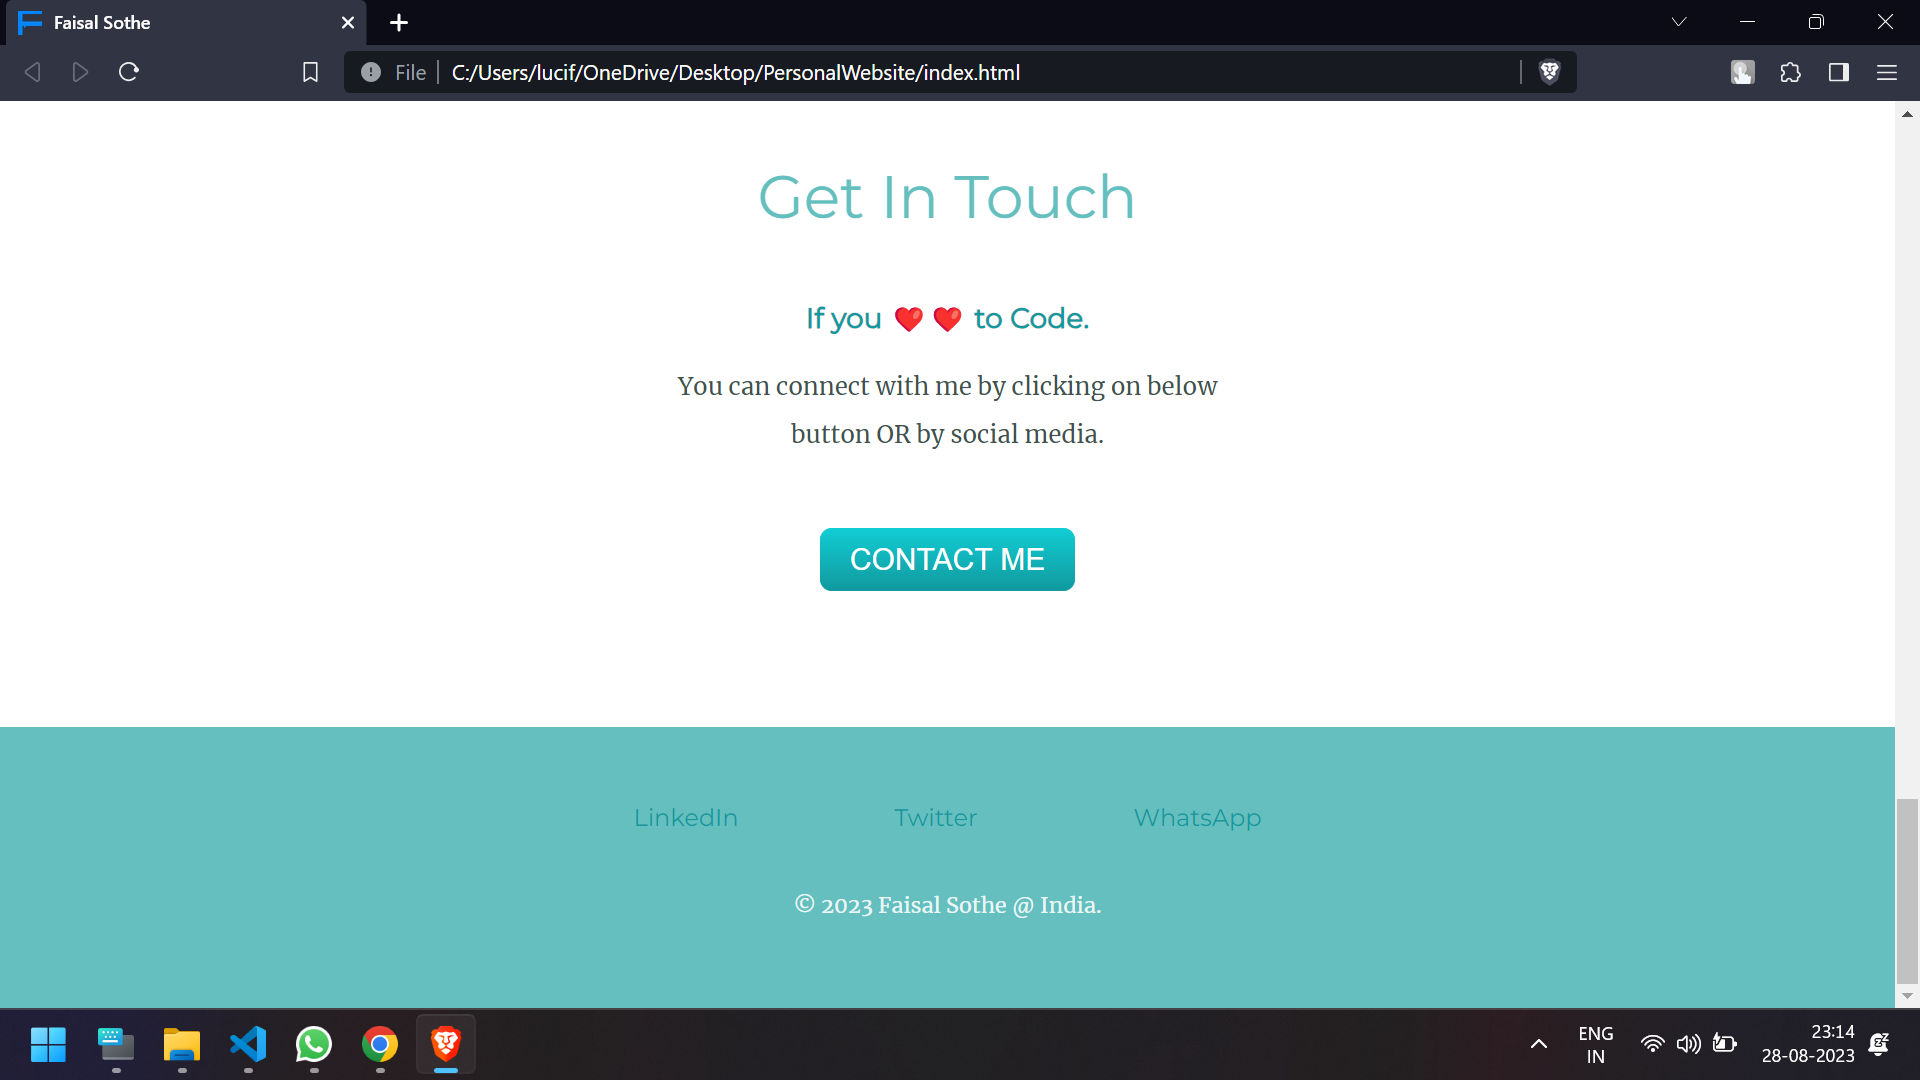 Faisal Sothe
File
C:/Users/lucif/OneDrive/Desktop/PersonalWebsite/index.html
Get In Touch
If you ❤️❤️ to Code.
You can connect with me by clicking on below
button OR by social media.
CONTACT ME
LinkedIn
Twitter
WhatsApp
© 2023 Faisal Sothe @ India.
ENG
IN
23:14
28-08-2023